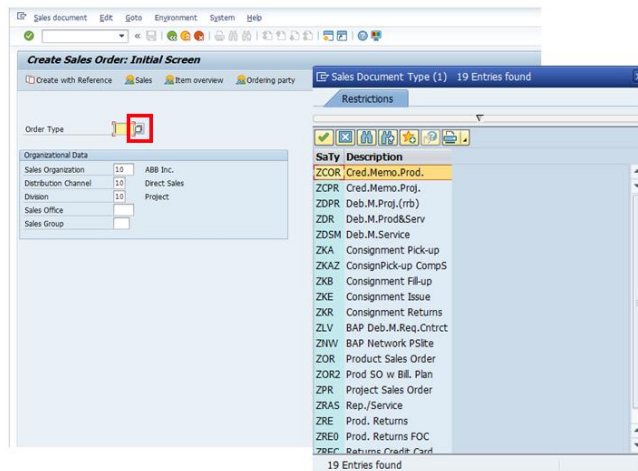 Sales document Edit Goto Environment System Help
Create Sales Order: Initial Screen
Create with Reference Sales Item overview Ordering party
Order Type
Organizational Data
Sales Organization 10 ABB Inc.
Distribution Channel 10 Direct Sales
Division 10 Project
Sales Office
Sales Group
Sales Document Type (1) 19 Entries found
Restrictions
SaTy Description
ZCOR Cred.Memo.Prod.
ZCPR Cred.Memo.Proj.
ZDPR Deb.M.Proj.(rrb)
ZDR Deb.M.Prod&Serv
ZDSM Deb.M.Service
ZKA Consignment Pick-up
ZKAZ ConsignPick-up CompS
ZKB Consignment Fill-up
ZKE Consignment Issue
ZKR Consignment Returns
ZLV BAP Deb.M.Req.Cntrct
ZNW BAP Network PSlite
ZOR Product Sales Order
ZOR2 Prod SO w Bill. Plan
ZPR Project Sales Order
ZRAS Rep./Service
ZRE Prod. Returns
ZRE0 Prod. Returns FOC
ZREC Returns Credit Card
19 Entries found